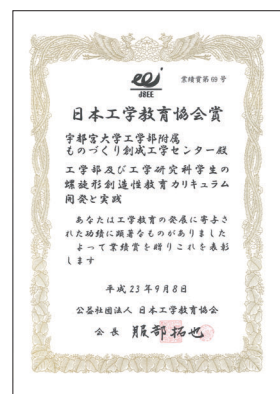 JSEE
業績賞第69号
日本工学教育協会賞
宇都宮大学工学部附属
ものづくり創成工学センター殿
工学部及び工学研究科学生の
螺旋形創造性教育カリキュラム
開発と実践
あなたは工学教育の発展に寄与さ
れた功績に顕著なものがありました
よって業績賞を贈りこれを表彰
します
平成23年9月8日
公益社団法人 日本工学教育協会
会長 服部拓也